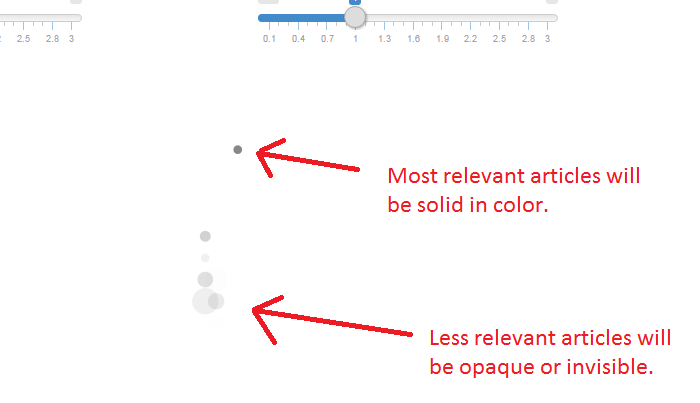 2.5 2.8 3 0.1 0.4 0.7 1 1.3 1.6 1.9 2.2 2.5 2.8 3
Most relevant articles will
be solid in color.
Less relevant articles will
be opaque or invisible.